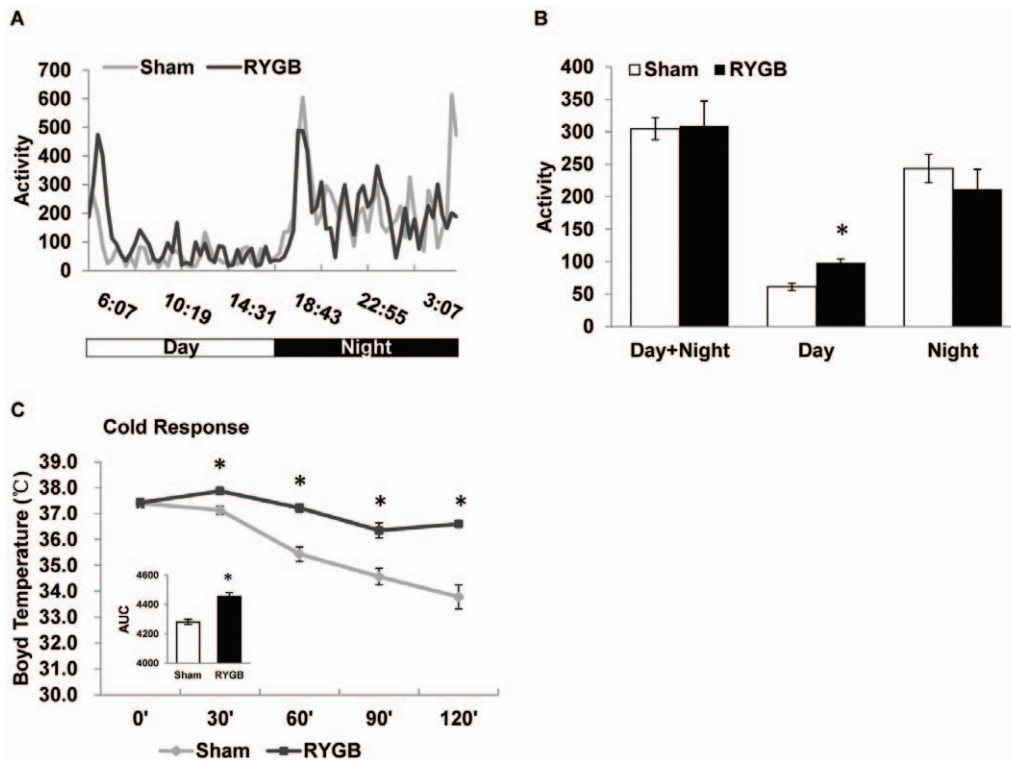 A
Sham RYGB
700
600
500
400
300
200
100
0
Activity
6:07 10:19 14:31 18:43 22:55 3:07
Day Night
B
Sham RYGB
400
350
300
250
200
150
100
50
0
Activity
*
Day+Night Day Night
C
Cold Response
39.0
38.0
37.0
36.0
35.0
34.0
33.0
32.0
31.0
30.0
Boyd Temperature (℃)
* * * *
4600
4400
4200
4000
AUC
*
Sham RYGB
0' 30' 60' 90' 120'
Sham RYGB